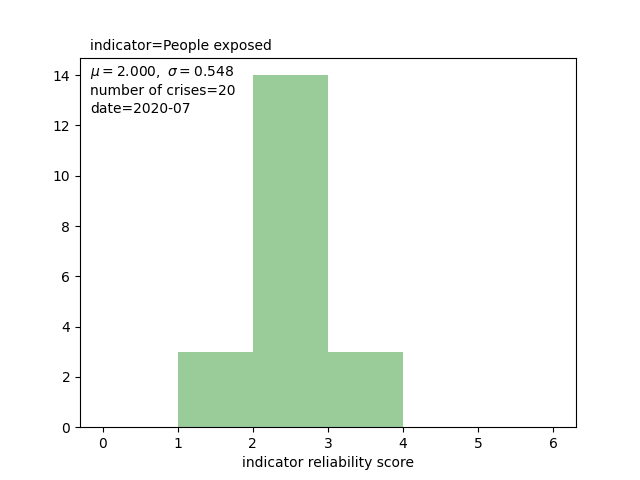 indicator=People exposed
μ = 2.000, σ = 0.548
number of crises=20
date=2020-07
14
12
10
8
6
4
2
0
0 1 2 3 4 5 6
indicator reliability score